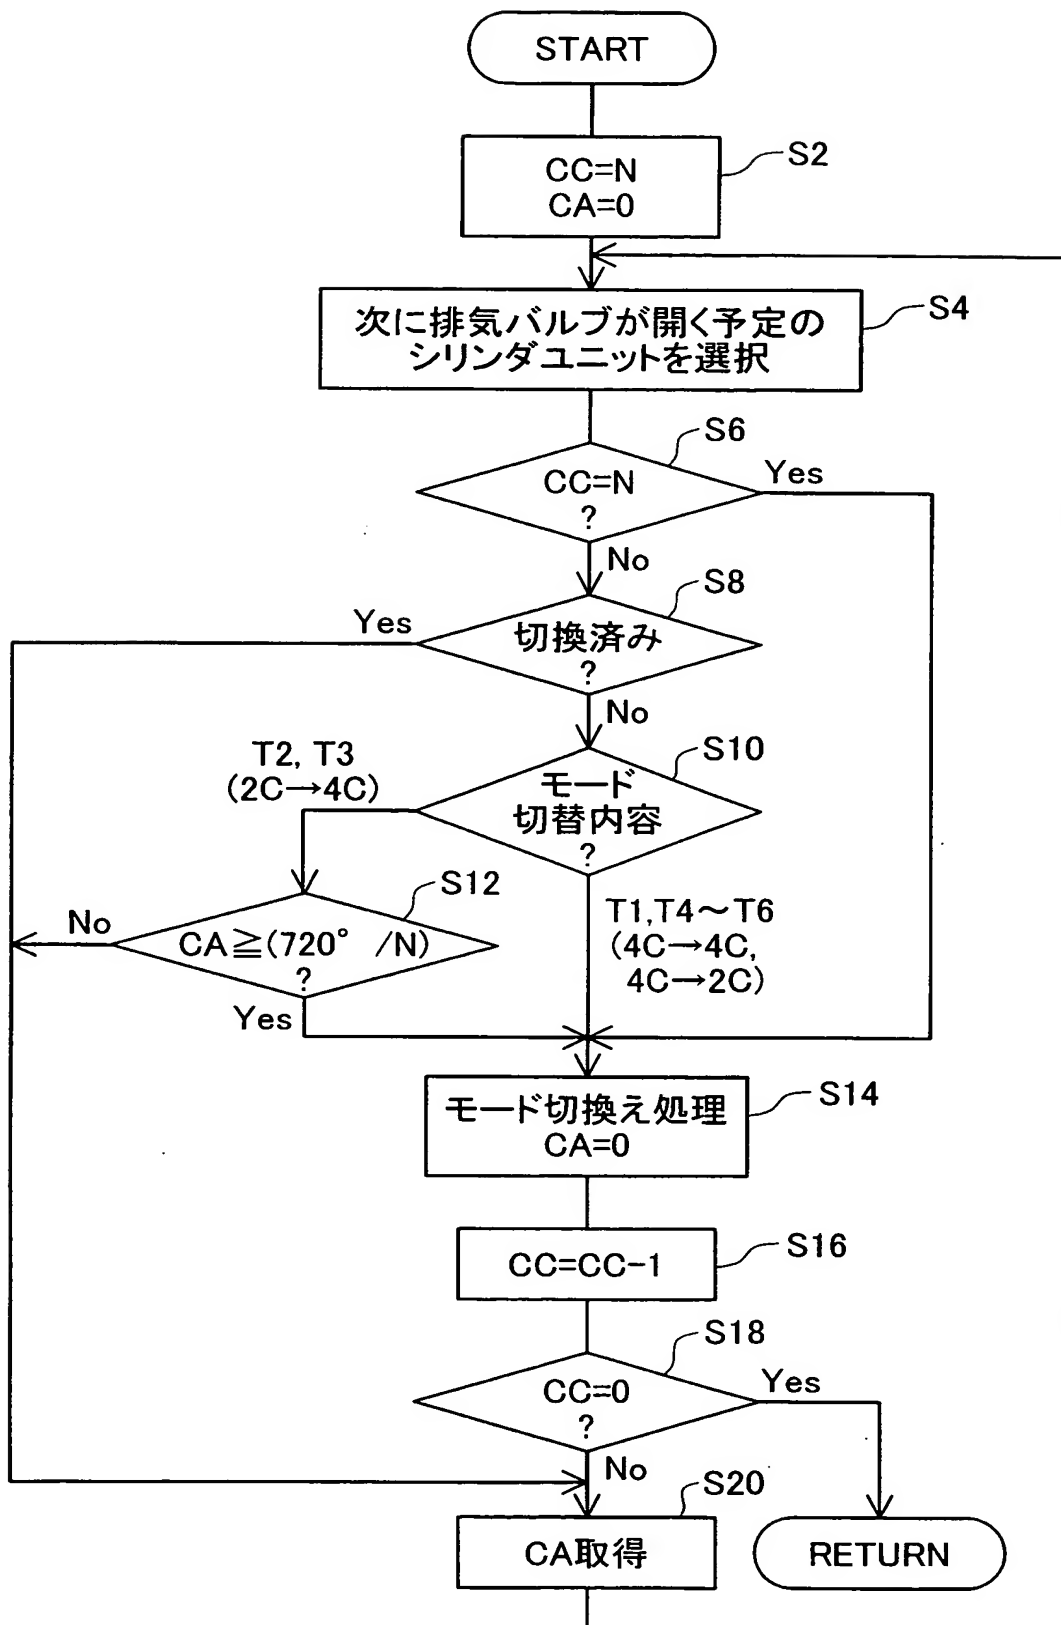 START
CC=N
CA=0
S2
次に排気バルブが開く予定の
シリンダユニットを選択
S4
CC=N
?
S6
Yes
No
切換済み
?
S8
Yes
No
モード
切替内容
?
S10
T2, T3
(2C→4C)
CA≧(720° /N)
?
S12
No
Yes
T1,T4～T6
(4C→4C,
4C→2C)
モード切換え処理
CA=0
S14
CC=CC-1
S16
CC=0
?
S18
Yes
No
CA取得
S20
RETURN